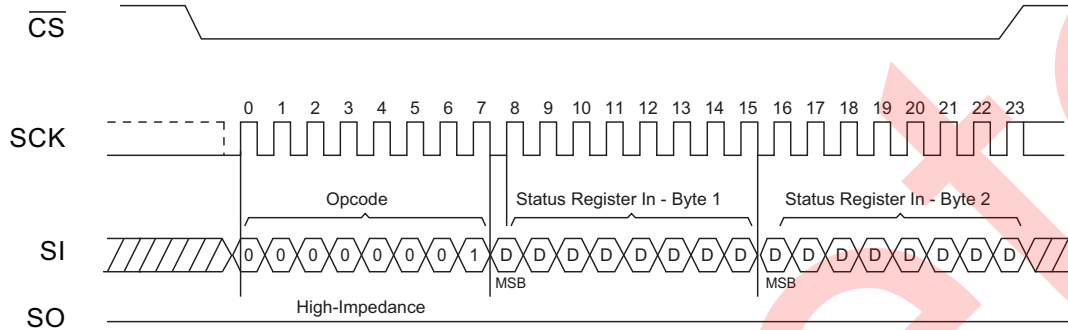 CS
0 1 2 3 4 5 6 7 8 9 10 11 12 13 14 15 16 17 18 19 20 21 22 23
SCK
Opcode Status Register In - Byte 1 Status Register In - Byte 2
SI 0 0 0 0 0 0 0 1 D D D D D D D D D D D D D D D D
MSB MSB
High-Impedance
SO